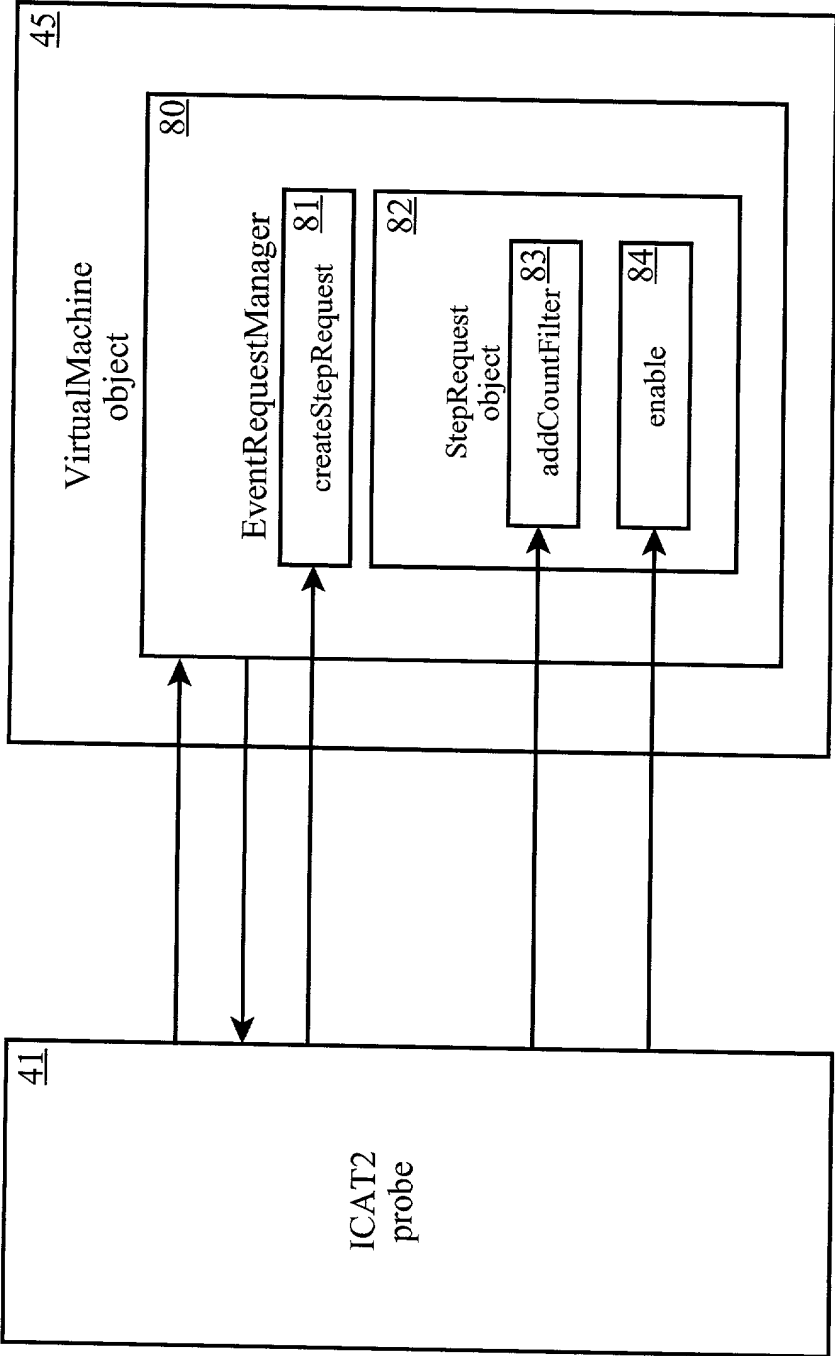 ICAT2
probe
41
VirtualMachine
object
45
EventRequestManager
80
createStepRequest
81
StepRequest
object
82
addCountFilter
83
enable
84